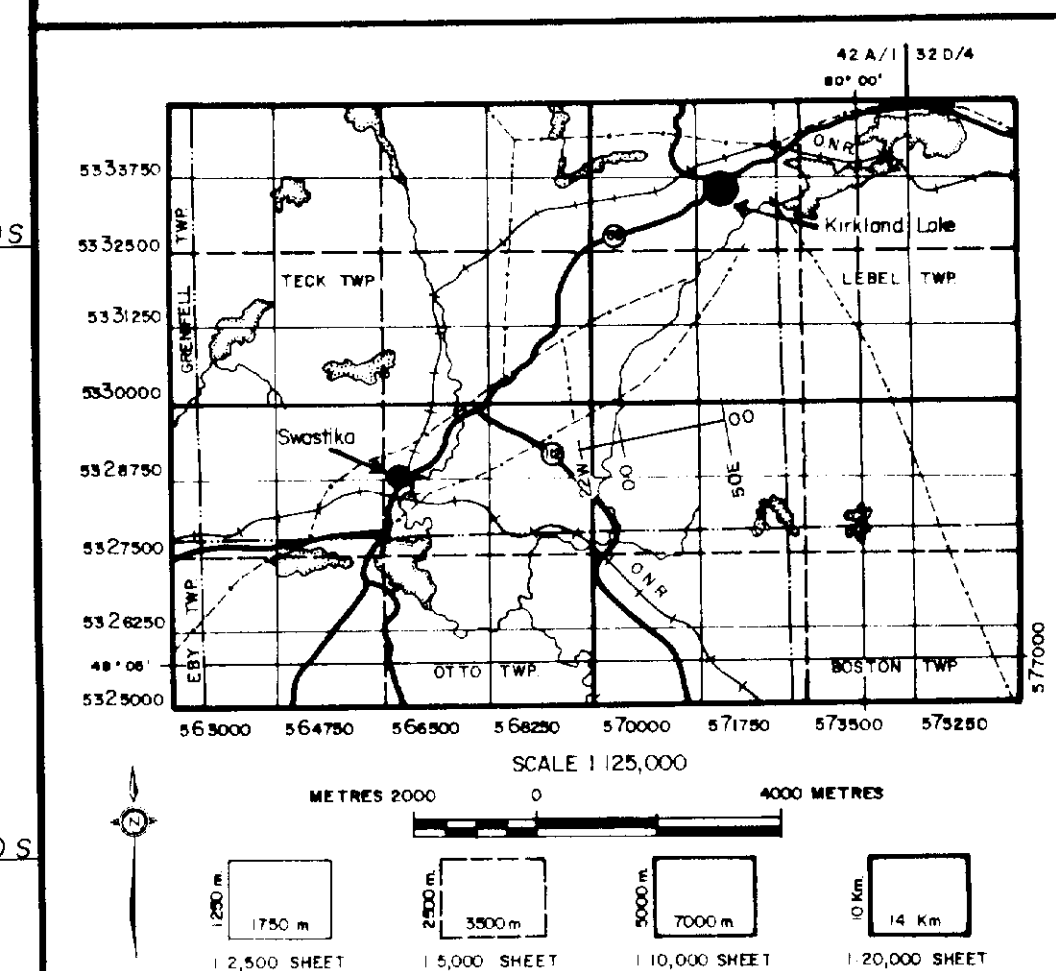 42 A/1 32 D/4
80° 00'
ONR
5333750
Kirkland Lake
S
5332500
TECK TWP.
LEBEL TWP.
GRENFELL TWP.
5331250
5330000
00
Swastika
5328750
22W
00
50E
5327500
ONR
5326250
48° 05'
EBY TWP.
OTTO TWP.
BOSTON TWP.
5325000
577000
563000 564750 566500 568250 570000 571750 573500 575250
SCALE 1 125,000
METRES 2000 0 4000 METRES
N
S
1250 m
1750 m
2500 m.
3500 m
5000 m.
7000 m
10 Km.
14 Km
1 2,500 SHEET 1 5,000 SHEET 1 10,000 SHEET 1 20,000 SHEET